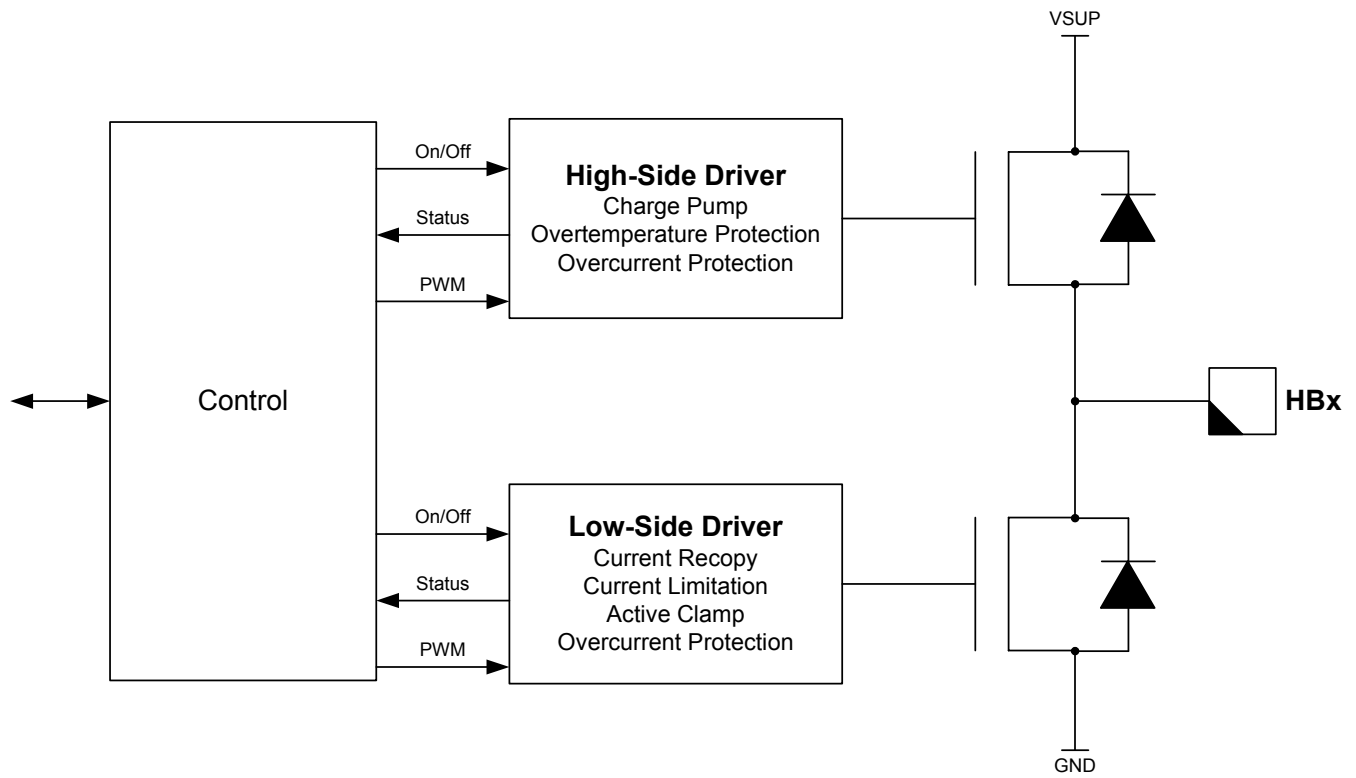 VSUP
On/Off
Status
PWM
High-Side Driver
Charge Pump
Overtemperature Protection
Overcurrent Protection
Control
HBx
On/Off
Status
PWM
Low-Side Driver
Current Recopy
Current Limitation
Active Clamp
Overcurrent Protection
GND